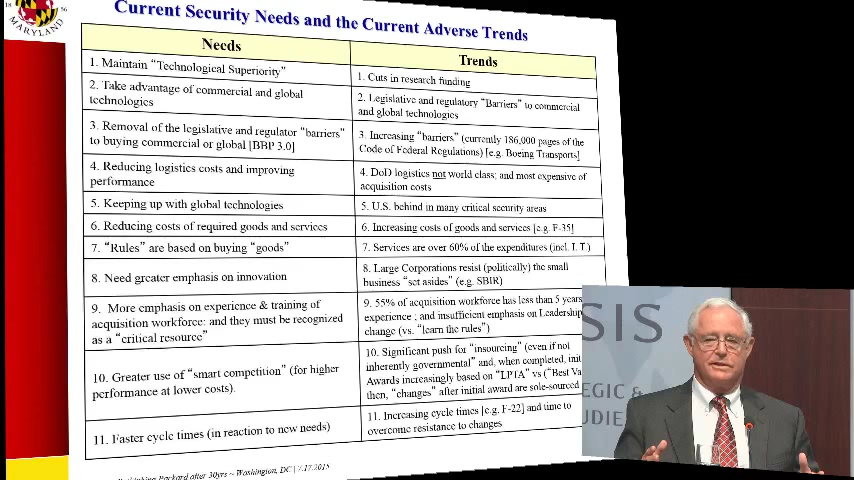 18 56
MARYLAND
Current Security Needs and the Current Adverse Trends
Needs
Trends
1. Maintain “Technological Superiority”
1. Cuts in research funding
2. Take advantage of commercial and global
technologies
2. Legislative and regulatory “Barriers” to commercial
and global technologies
3. Removal of the legislative and regulator “barriers”
to buying commercial or global [BBP 3.0]
3. Increasing “barriers” (currently 186,000 pages of the
Code of Federal Regulations) [e.g. Boeing Transports]
4. Reducing logistics costs and improving
performance
4. DoD logistics not world class; and most expensive of
acquisition costs
5. Keeping up with global technologies
5. U.S. behind in many critical security areas
6. Reducing costs of required goods and services
6. Increasing costs of goods and services [e.g. F-35]
7. “Rules” are based on buying “goods”
7. Services are over 60% of the expenditures (incl. I. T.)
8. Need greater emphasis on innovation
8. Large Corporations resist (politically) the small
business “set asides” (e.g. SBIR)
9. More emphasis on experience & training of
acquisition workforce: and they must be recognized
as a “critical resource”
9. 55% of acquisition workforce has less than 5 years
experience ; and insufficient emphasis on Leadership
change (vs. “learn the rules”)
10. Greater use of “smart competition” (for higher
performance at lower costs).
10. Significant push for “insourcing” (even if not
inherently governmental” and, when completed, init
Awards increasingly based on “LPTA” vs (“Best Va
then, “changes” after initial award are sole-sourced
11. Faster cycle times (in reaction to new needs)
11. Increasing cycle times [e.g. F-22] and time to
overcome resistance to changes
Packard after 30yrs ~ Washington, DC | 7.17.2015
SIS
EGIC &
UDIES